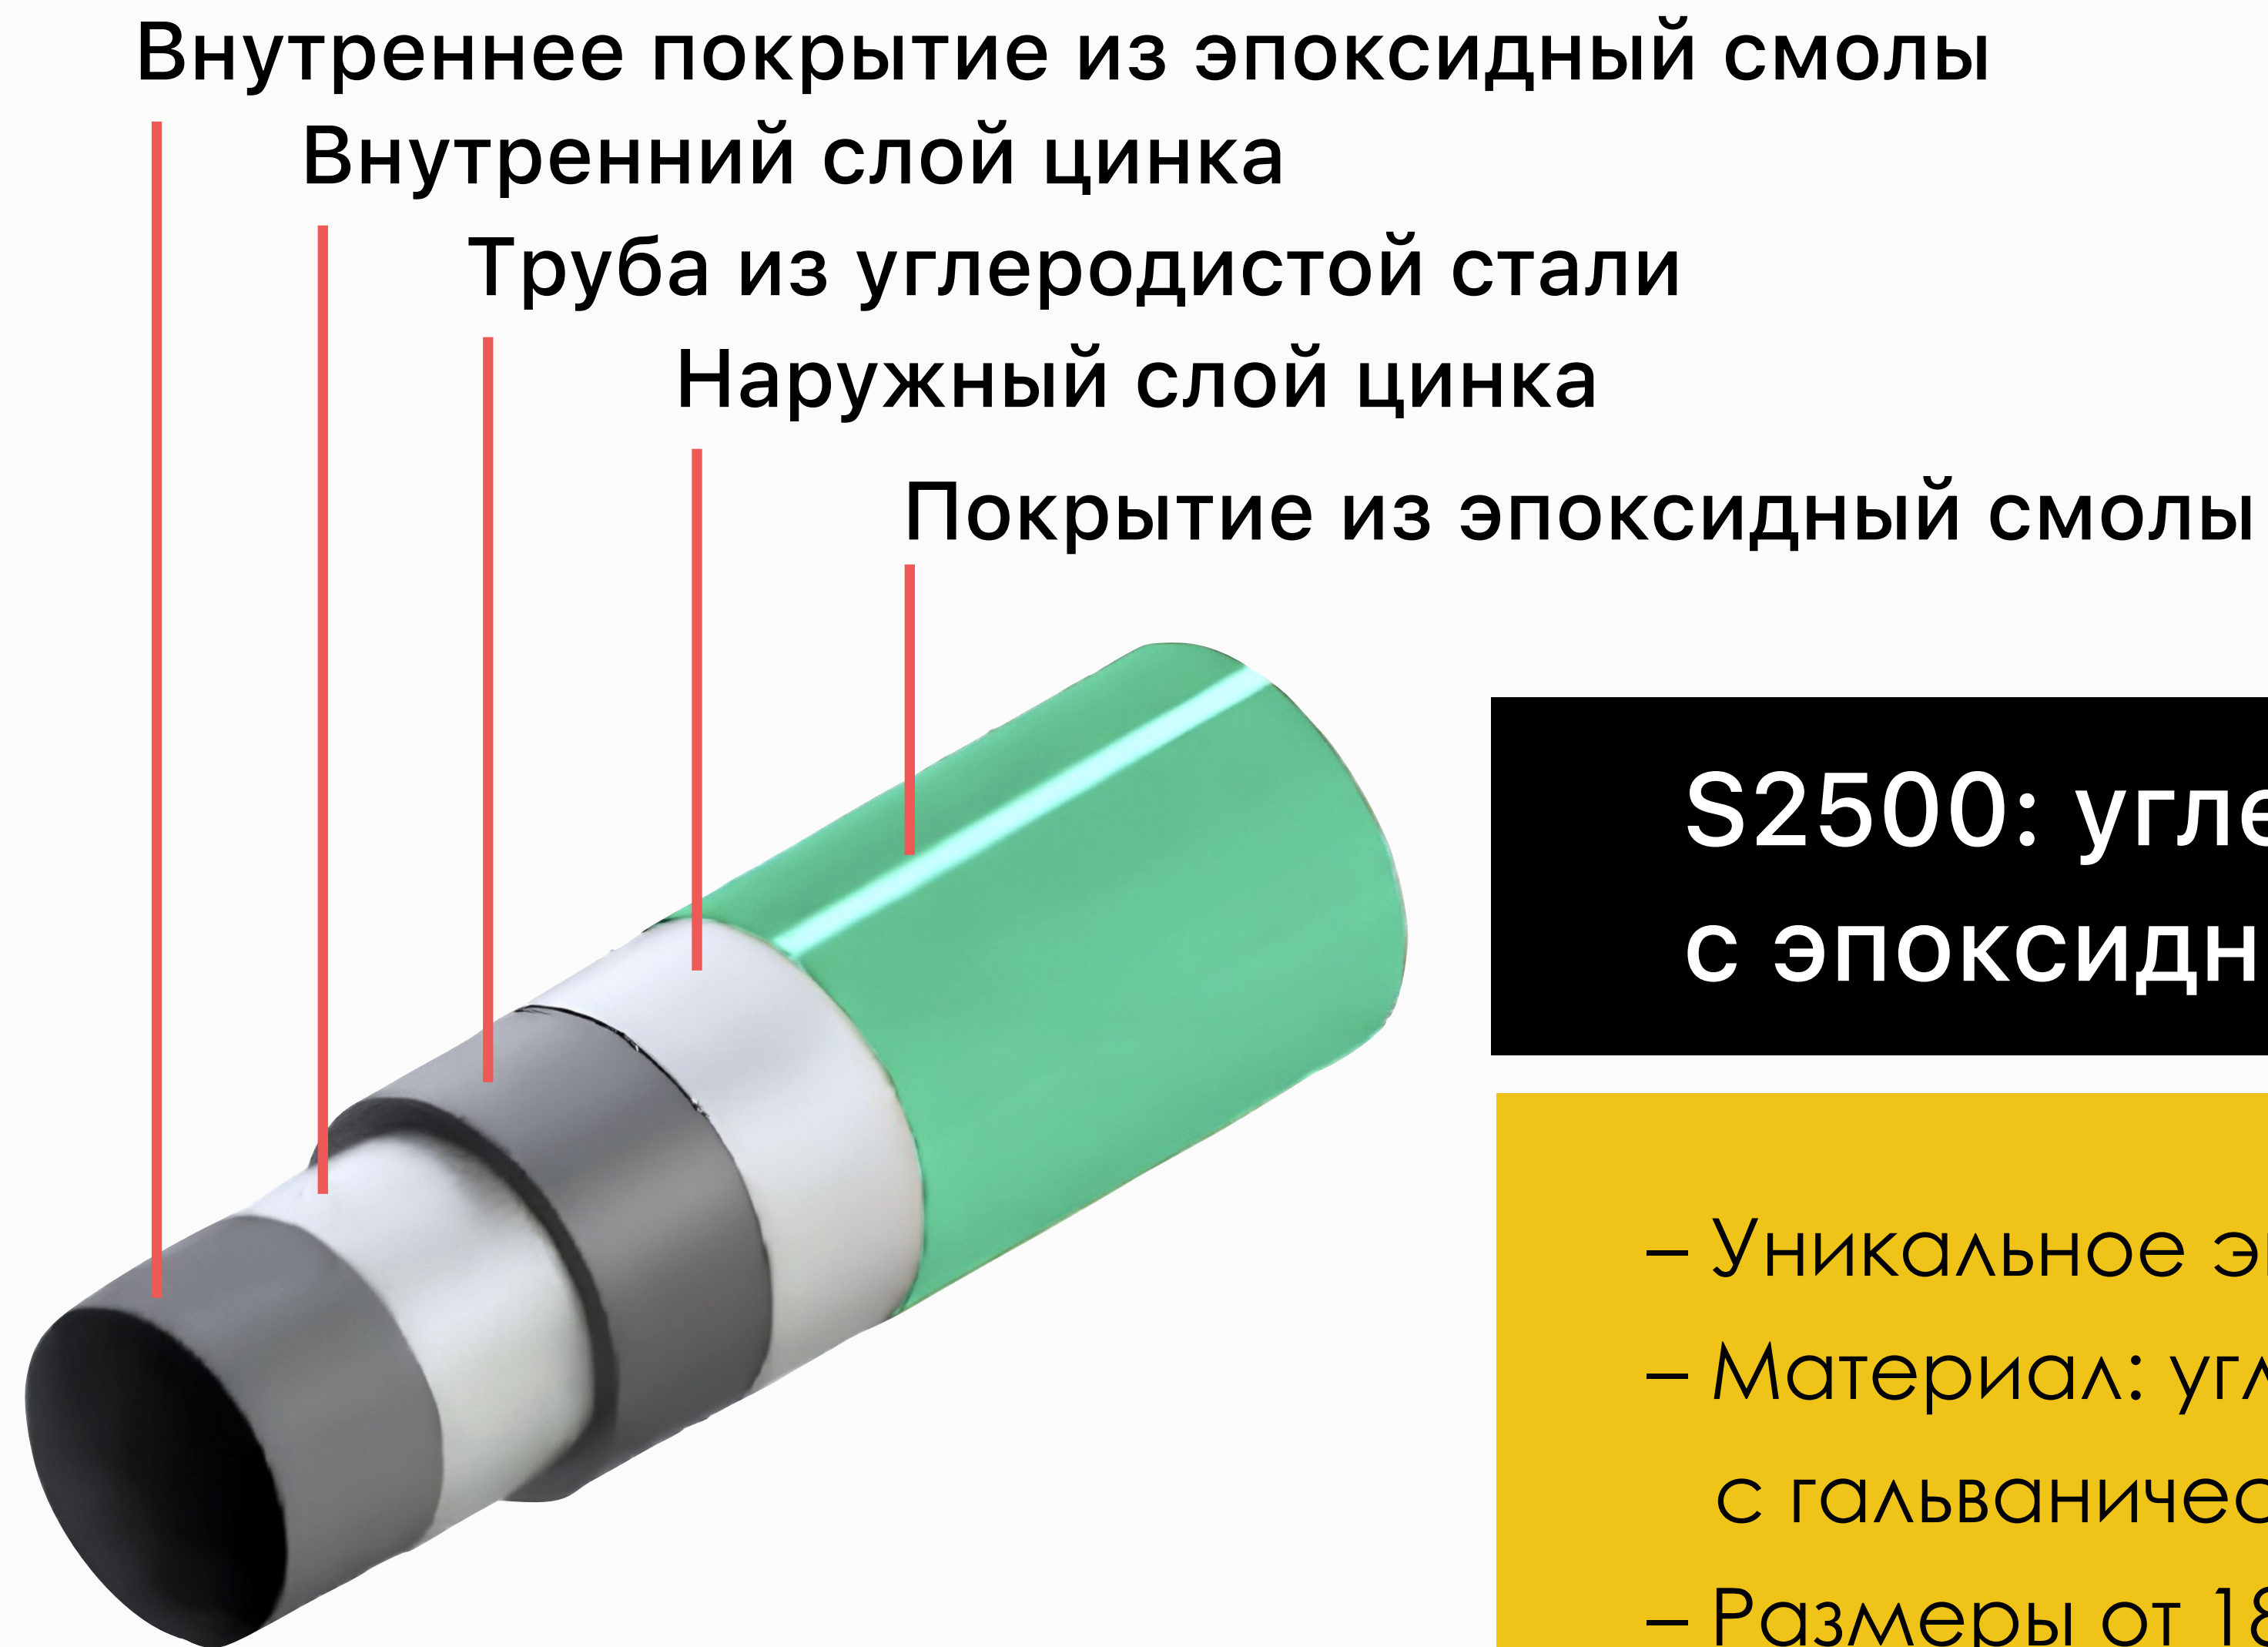 Внутреннее покрытие из эпоксидный смолы
Внутренний слой цинка
Труба из углеродистой стали
Наружный слой цинка
Покрытие из эпоксидный смолы
S2500: угле
с эпоксидн
– Уникальное э
– Материал: угл
с гальваничес
– Размеры от 18